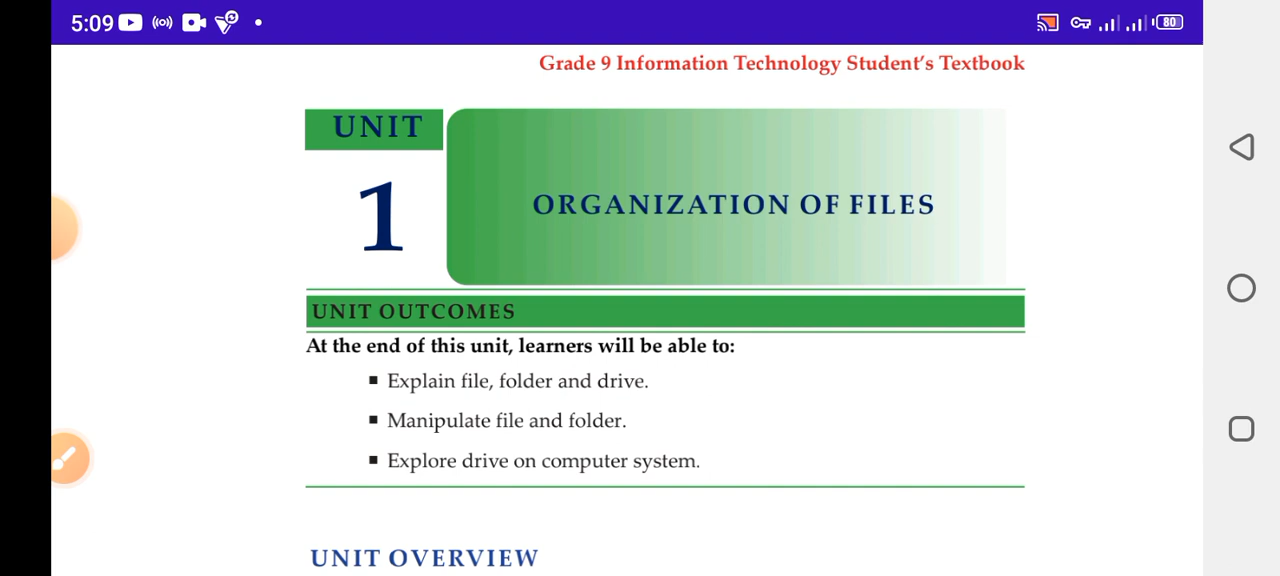 5:09
80
Grade 9 Information Technology Student's Textbook
UNIT
1
ORGANIZATION OF FILES
UNIT OUTCOMES
At the end of this unit, learners will be able to:
▪ Explain file, folder and drive.
▪ Manipulate file and folder.
▪ Explore drive on computer system.
UNIT OVERVIEW